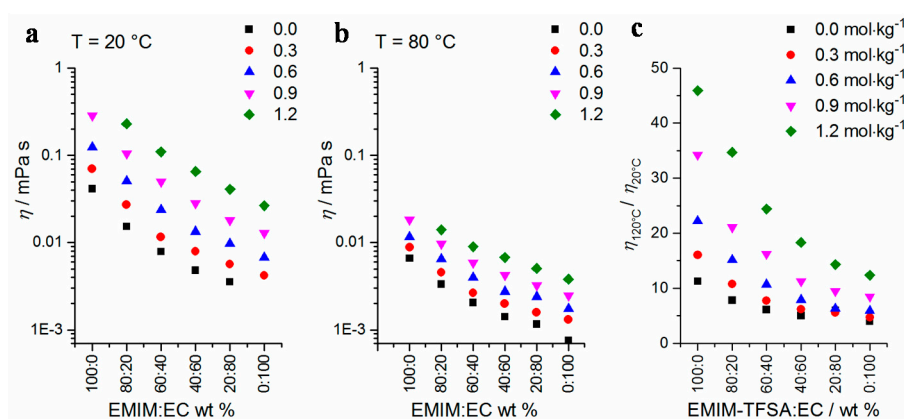 a
T = 20 °C
0.0
0.3
0.6
0.9
1.2
1
0.1
0.01
1E-3
η / mPa s
100:0
80:20
60:40
40:60
20:80
0:100
EMIM:EC wt %
b
T = 80 °C
0.0
0.3
0.6
0.9
1.2
1
0.1
0.01
1E-3
η / mPa s
100:0
80:20
60:40
40:60
20:80
0:100
EMIM:EC wt %
c
0.0 mol·kg⁻¹
0.3 mol·kg⁻¹
0.6 mol·kg⁻¹
0.9 mol·kg⁻¹
1.2 mol·kg⁻¹
50
40
30
20
10
0
η120°C / η20°C
100:0
80:20
60:40
40:60
20:80
0:100
EMIM-TFSA:EC / wt %